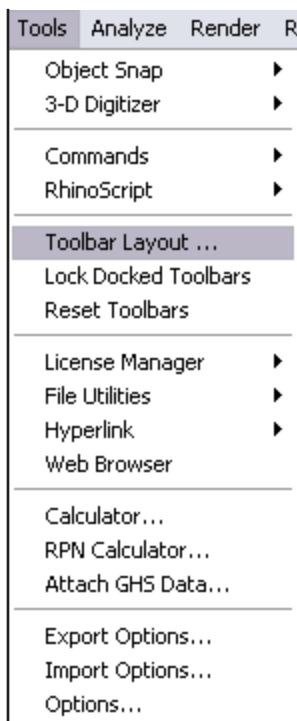 Tools Analyze Render R
Object Snap
3-D Digitizer
Commands
RhinoScript
Toolbar Layout ...
Lock Docked Toolbars
Reset Toolbars
License Manager
File Utilities
Hyperlink
Web Browser
Calculator...
RPN Calculator...
Attach GHS Data...
Export Options...
Import Options...
Options...